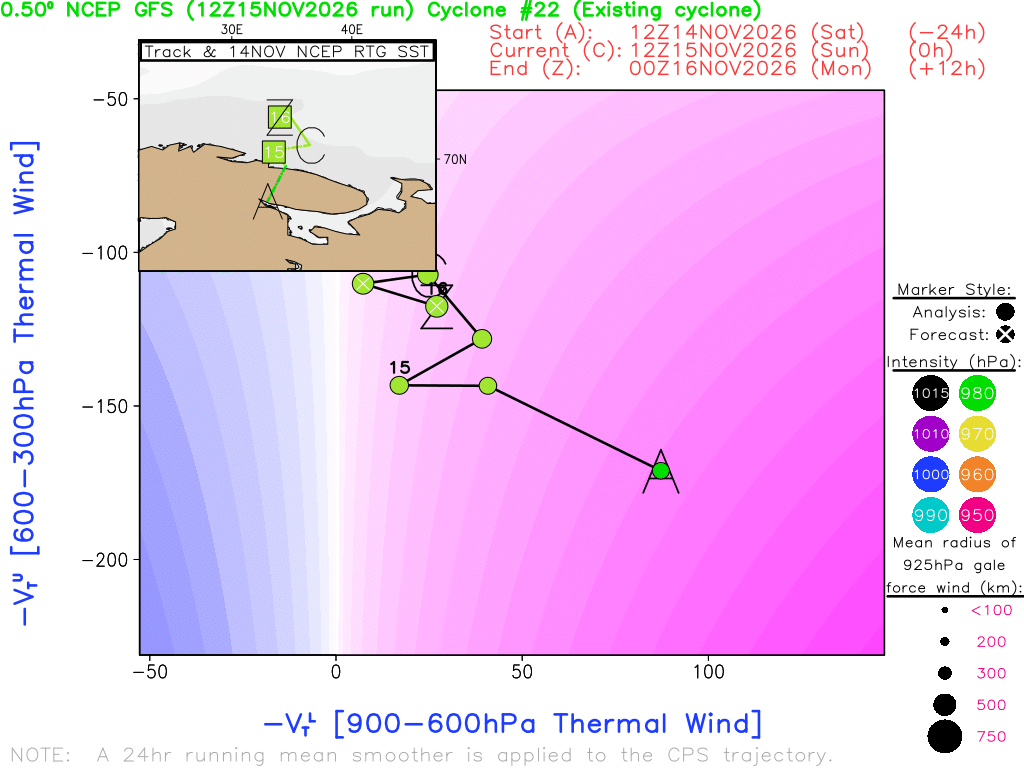 0.50° NCEP GFS (12Z15NOV2026 run) Cyclone #22 (Existing cyclone)
Start (A): 12Z14NOV2026 (Sat) (−24h)
Current (C): 12Z15NOV2026 (Sun) (0h)
End (Z): 00Z16NOV2026 (Mon) (+12h)
30E 40E
Track & 14NOV NCEP RTG SST
16
C
15
70N
A
−50
−100
−150
−200
−V_T^U [600−300hPa Thermal Wind]
C
16
Z
15
A
−50 0 50 100
−V_T^L [900−600hPa Thermal Wind]
Marker Style:
Analysis:
Forecast:
Intensity (hPa):
1015 980
1010 970
1000 960
990 950
Mean radius of
925hPa gale
force wind (km):
<100
200
300
500
750
NOTE: A 24hr running mean smoother is applied to the CPS trajectory.